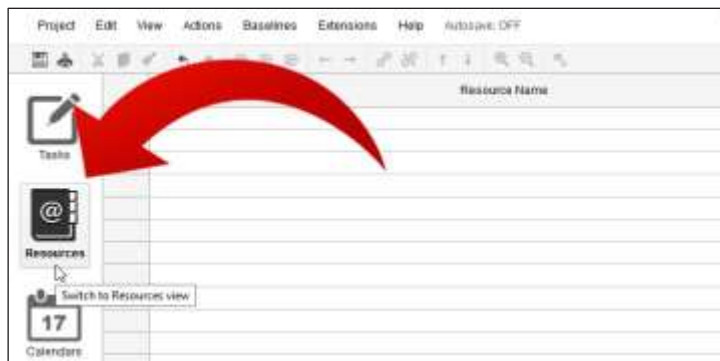 Project Edit View Actions Baselines Extensions Help Autosave: OFF
Resource Name
Tasks
@
Resources
Switch to Resources view
17
Calendars